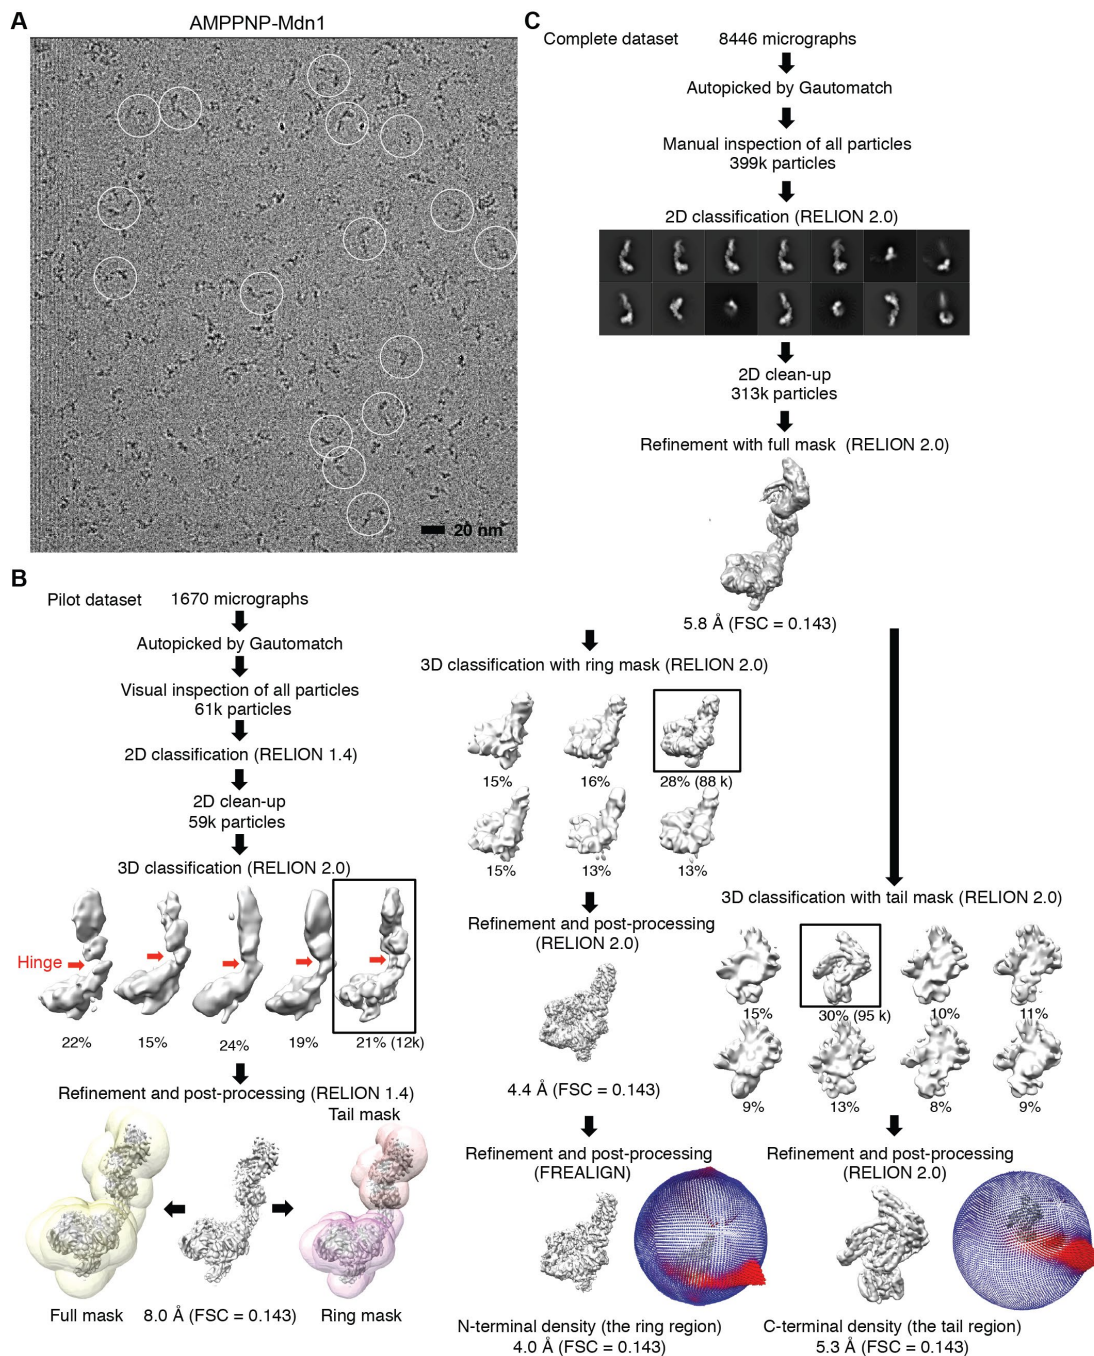 A
AMPPNP-Mdn1
20 nm
B
Pilot dataset 1670 micrographs
Autopicked by Gautomatch
Visual inspection of all particles
61k particles
2D classification (RELION 1.4)
2D clean-up
59k particles
3D classification (RELION 2.0)
Hinge
22% 15% 24% 19% 21% (12k)
Refinement and post-processing (RELION 1.4)
Tail mask
Full mask 8.0 Å (FSC = 0.143) Ring mask
C
Complete dataset 8446 micrographs
Autopicked by Gautomatch
Manual inspection of all particles
399k particles
2D classification (RELION 2.0)
2D clean-up
313k particles
Refinement with full mask (RELION 2.0)
5.8 Å (FSC = 0.143)
3D classification with ring mask (RELION 2.0)
15% 16% 28% (88 k)
15% 13% 13%
Refinement and post-processing
(RELION 2.0)
4.4 Å (FSC = 0.143)
Refinement and post-processing
(FREALIGN)
N-terminal density (the ring region)
4.0 Å (FSC = 0.143)
3D classification with tail mask (RELION 2.0)
15% 30% (95 k) 10% 11%
9% 13% 8% 9%
Refinement and post-processing
(RELION 2.0)
C-terminal density (the tail region)
5.3 Å (FSC = 0.143)